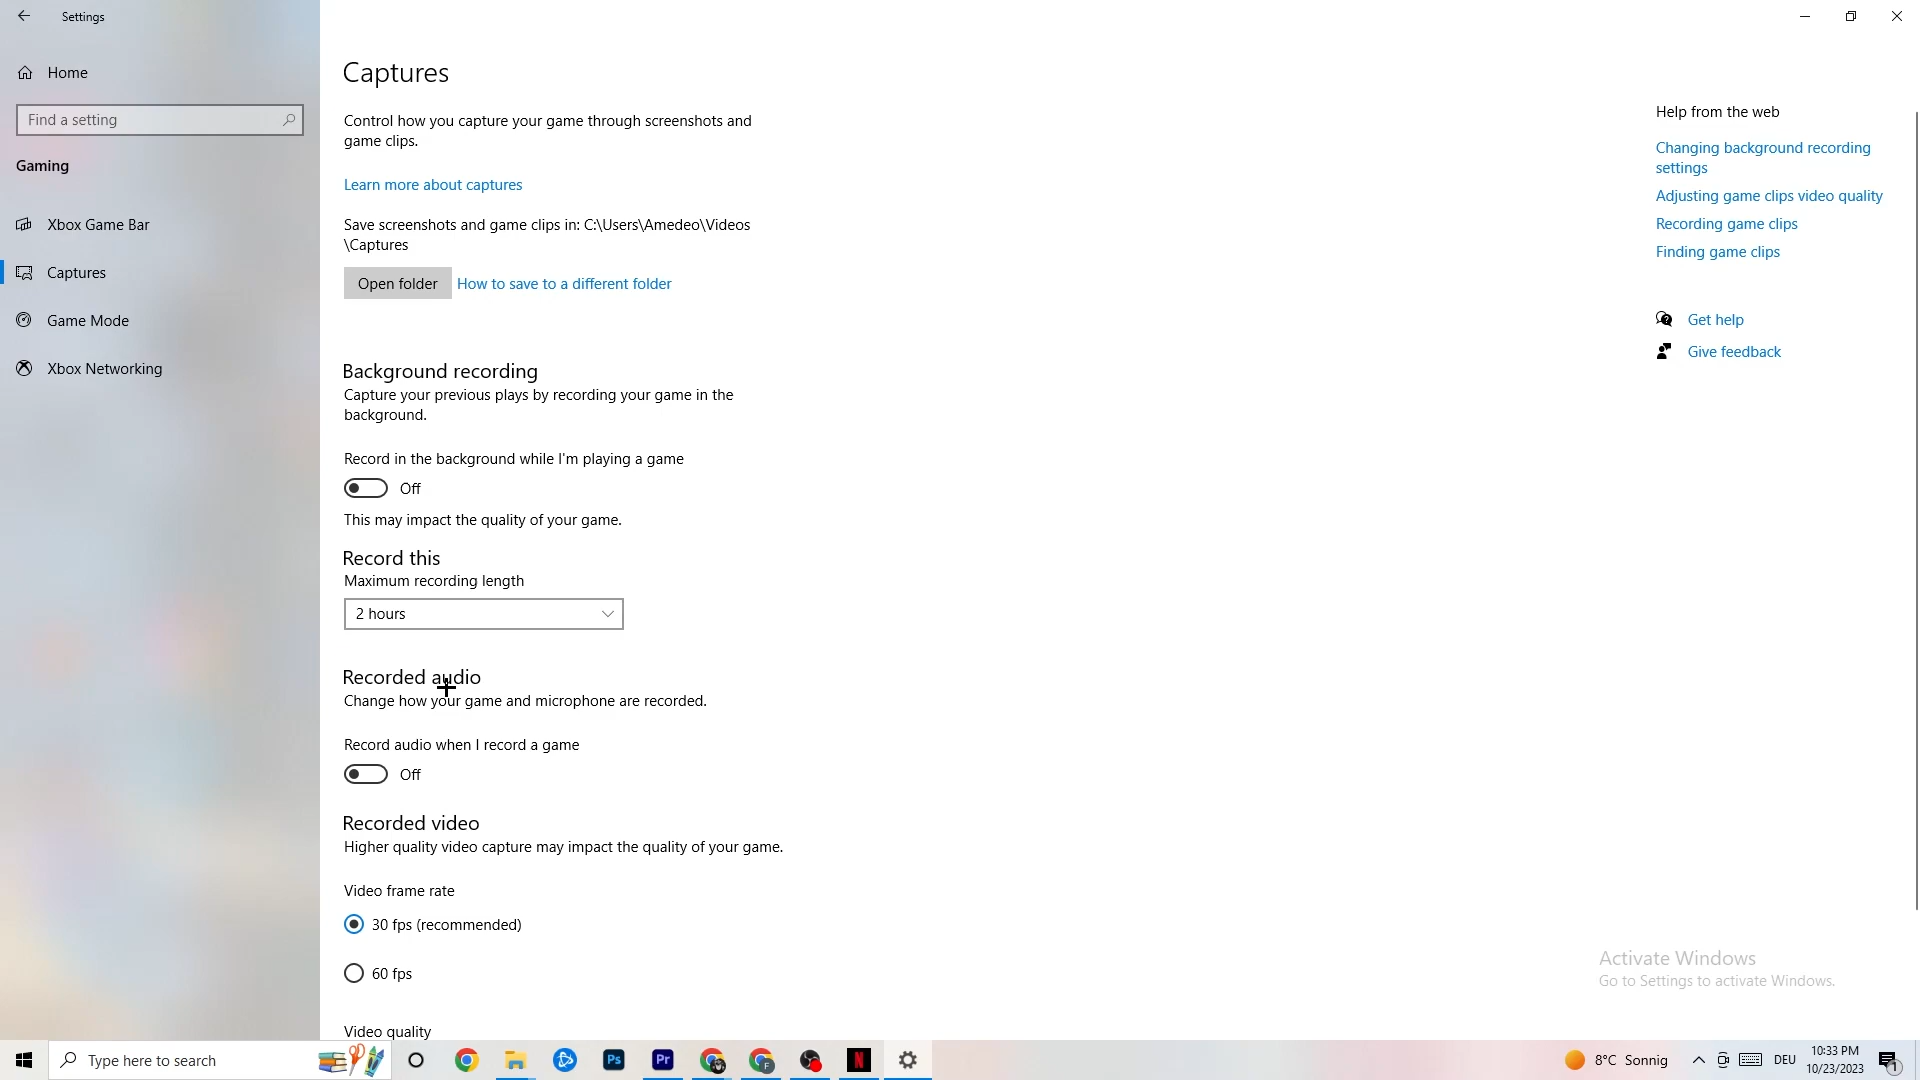 Settings
Home
Find a setting
Gaming
Xbox Game Bar
Captures
Game Mode
Xbox Networking
Captures
Control how you capture your game through screenshots and
game clips.
Learn more about captures
Save screenshots and game clips in: C:\Users\Amedeo\Videos
\Captures
Open folder
How to save to a different folder
Background recording
Capture your previous plays by recording your game in the
background.
Record in the background while I'm playing a game
Off
This may impact the quality of your game.
Record this
Maximum recording length
2 hours
Recorded audio
Change how your game and microphone are recorded.
Record audio when I record a game
Off
Recorded video
Higher quality video capture may impact the quality of your game.
Video frame rate
30 fps (recommended)
60 fps
Video quality
Help from the web
Changing background recording
settings
Adjusting game clips video quality
Recording game clips
Finding game clips
Get help
Give feedback
Activate Windows
Go to Settings to activate Windows.
Type here to search
Ps
Pr
F
N
8°C Sonnig
DEU
10:33 PM
10/23/2023
1